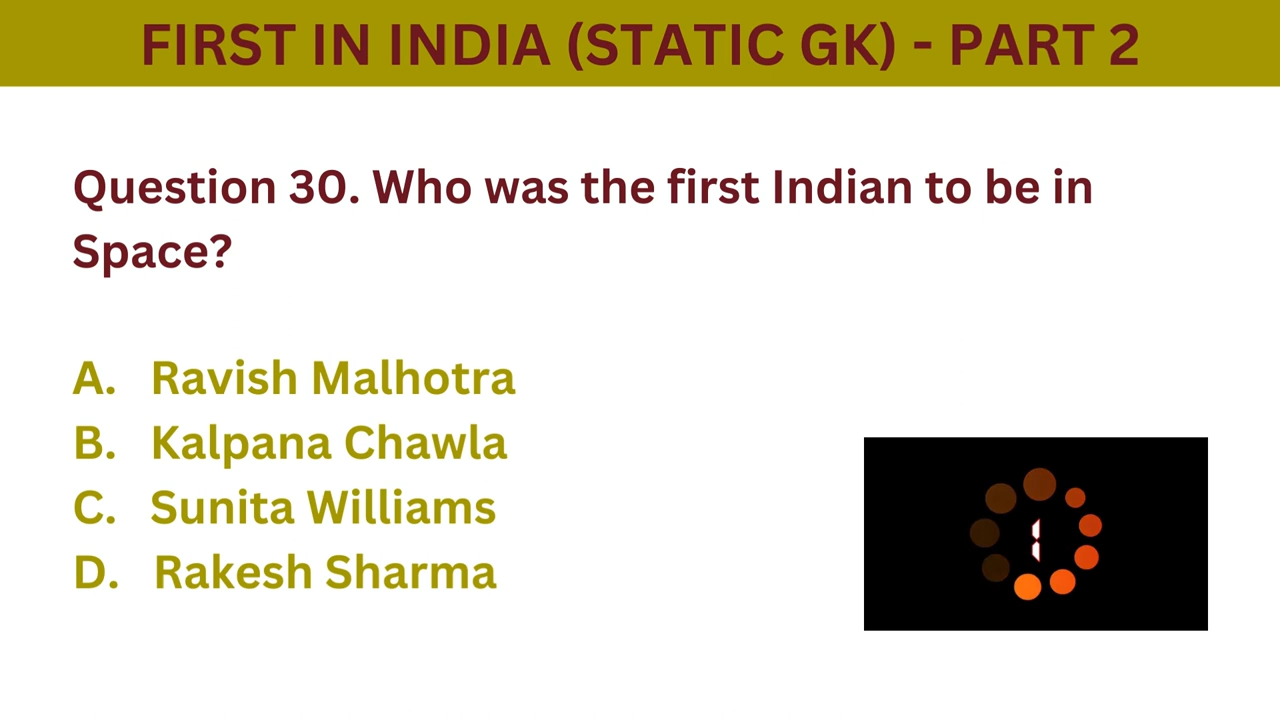 FIRST IN INDIA (STATIC GK) - PART 2
Question 30. Who was the first Indian to be in
Space?
A. Ravish Malhotra
B. Kalpana Chawla
C. Sunita Williams
D. Rakesh Sharma
1